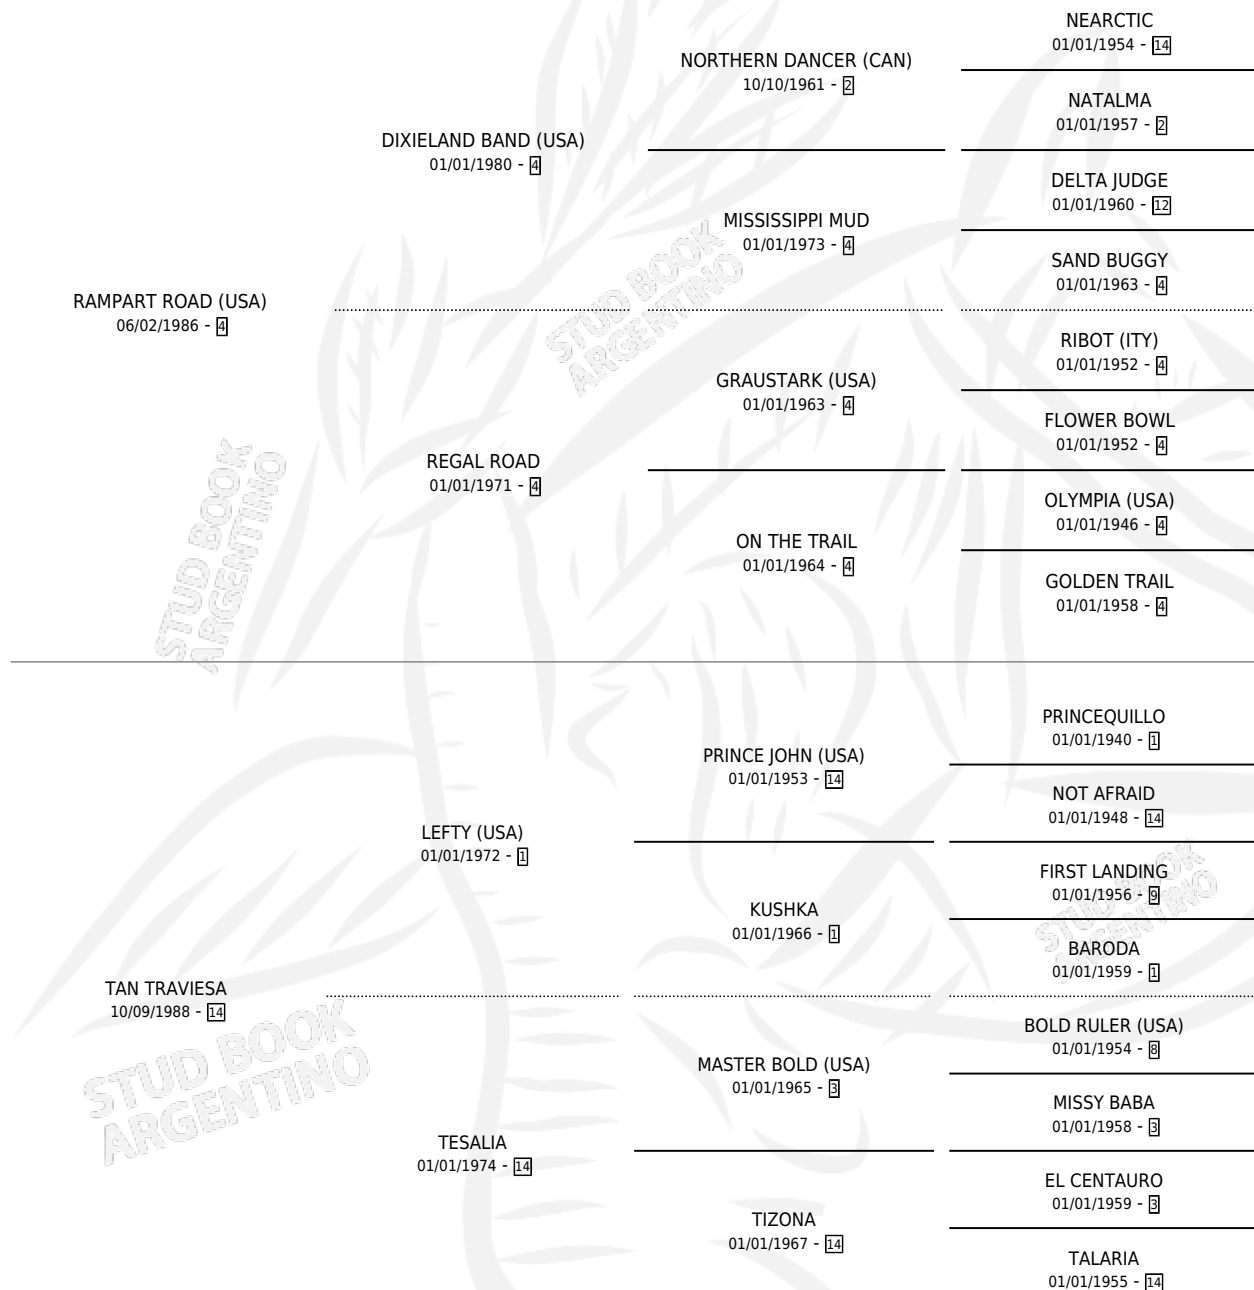 NEARCTIC
01/01/1954 - 14
NORTHERN DANCER (CAN)
10/10/1961 - 2
NATALMA
01/01/1957 - 2
DIXIELAND BAND (USA)
01/01/1980 - 4
DELTA JUDGE
01/01/1960 - 12
MISSISSIPPI MUD
01/01/1973 - 4
SAND BUGGY
01/01/1963 - 4
RAMPART ROAD (USA)
06/02/1986 - 4
STUD BOOK
ARGENTINO
RIBOT (ITY)
01/01/1952 - 4
GRAUSTARK (USA)
01/01/1963 - 4
FLOWER BOWL
01/01/1952 - 4
REGAL ROAD
01/01/1971 - 4
OLYMPIA (USA)
01/01/1946 - 4
ON THE TRAIL
01/01/1964 - 4
GOLDEN TRAIL
01/01/1958 - 4
STUD BOOK
ARGENTINO
PRINCEQUILLO
01/01/1940 - 1
PRINCE JOHN (USA)
01/01/1953 - 14
NOT AFRAID
01/01/1948 - 14
LEFTY (USA)
01/01/1972 - 1
FIRST LANDING
01/01/1956 - 9
KUSHKA
01/01/1966 - 1
BARODA
01/01/1959 - 1
STUD BOOK
ARGENTINO
TAN TRAVIESA
10/09/1988 - 14
STUD BOOK
ARGENTINO
BOLD RULER (USA)
01/01/1954 - 8
MASTER BOLD (USA)
01/01/1965 - 3
MISSY BABA
01/01/1958 - 3
TESALIA
01/01/1974 - 14
EL CENTAURO
01/01/1959 - 3
TIZONA
01/01/1967 - 14
TALARIA
01/01/1955 - 14